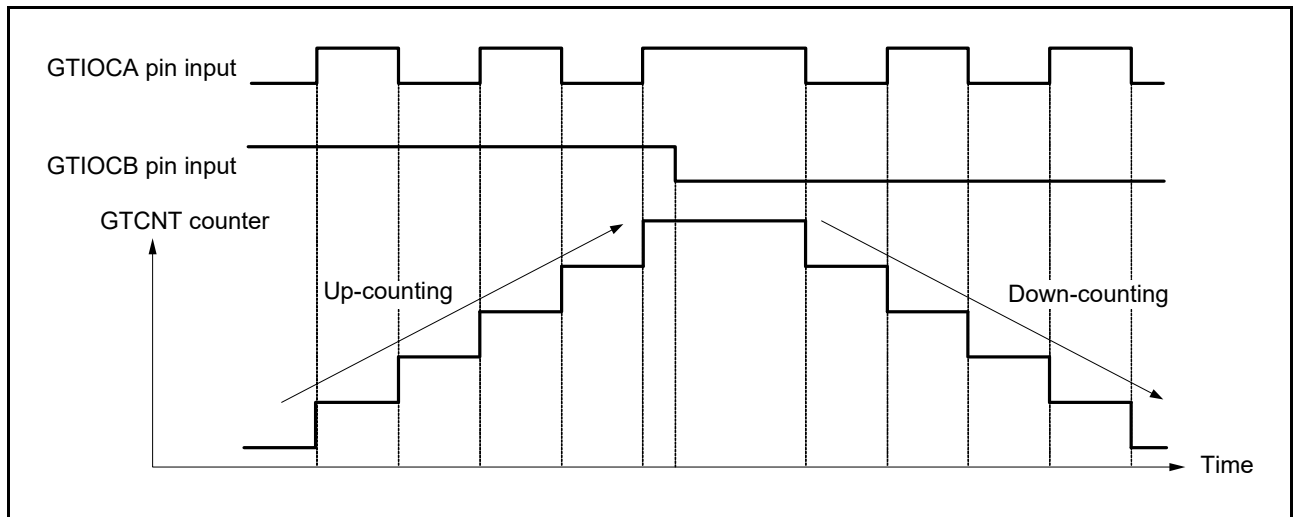 GTIOCA pin input
GTIOCB pin input
GTCNT counter
Up-counting
Down-counting
Time